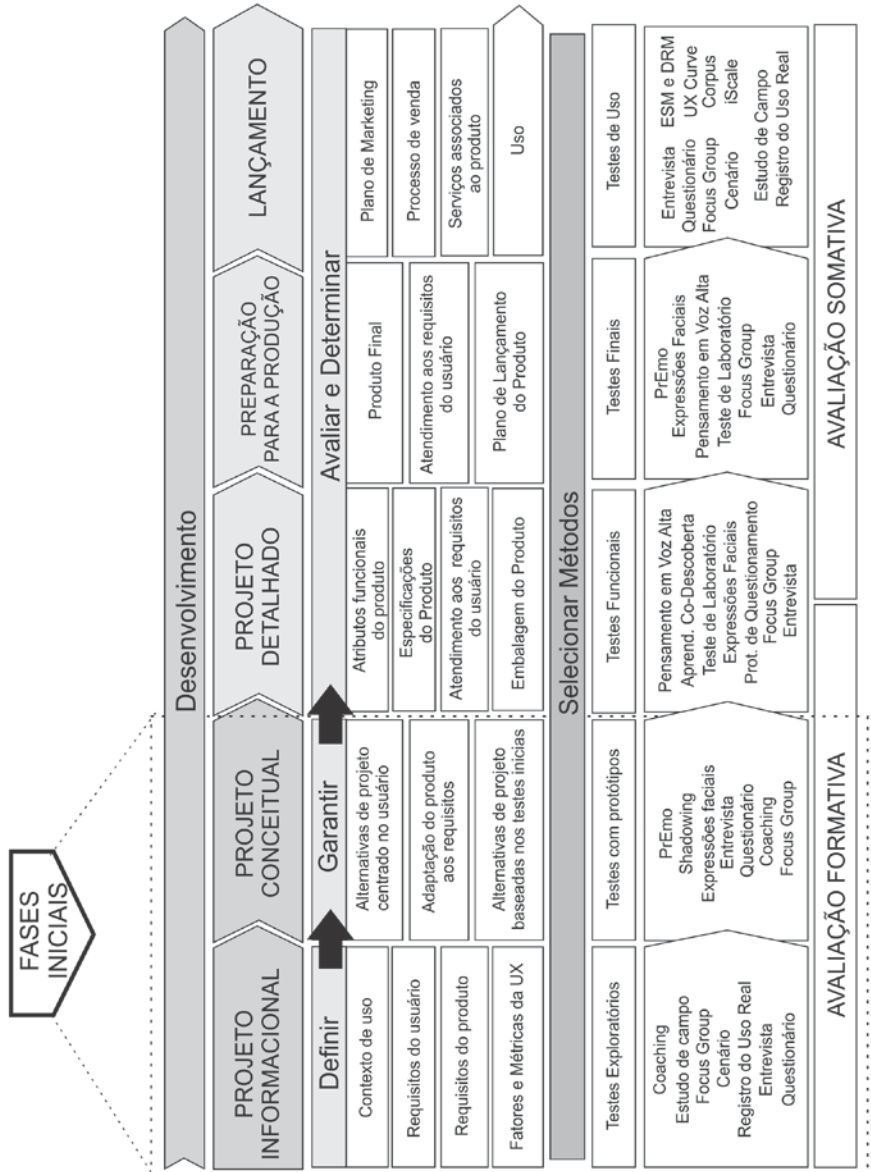 FASES
INICIAIS
Desenvolvimento
PROJETO
INFORMACIONAL
PROJETO
CONCEITUAL
PROJETO
DETALHADO
PREPARAÇÃO
PARA A PRODUÇÃO
LANÇAMENTO
Definir
Garantir
Avaliar e Determinar
Contexto de uso
Requisitos do usuário
Requisitos do produto
Fatores e Métricas da UX
Alternativas de projeto
centrado no usuário
Adaptação do produto
aos requisitos
Alternativas de projeto
baseadas nos testes inicias
Atributos funcionais
do produto
Especificações
do Produto
Atendimento aos requisitos
do usuário
Embalagem do Produto
Produto Final
Atendimento aos requisitos
do usuário
Plano de Lançamento
do Produto
Plano de Marketing
Processo de venda
Serviços associados
ao produto
Uso
Selecionar Métodos
Testes Exploratórios
Testes com protótipos
Testes Funcionais
Testes Finais
Testes de Uso
Coaching
Estudo de campo
Focus Group
Cenário
Registro do Uso Real
Entrevista
Questionário
PrEmo
Shadowing
Expressões faciais
Entrevista
Questionário
Coaching
Focus Group
Pensamento em Voz Alta
Aprend. Co-Descoberta
Teste de Laboratório
Expressões Faciais
Prot. de Questionamento
Focus Group
Entrevista
PrEmo
Expressões Faciais
Pensamento em Voz Alta
Teste de Laboratório
Focus Group
Entrevista
Questionário
Entrevista ESM e DRM
Questionário UX Curve
Focus Group Corpus
Cenário iScale
Estudo de Campo
Registro do Uso Real
AVALIAÇÃO FORMATIVA
AVALIAÇÃO SOMATIVA